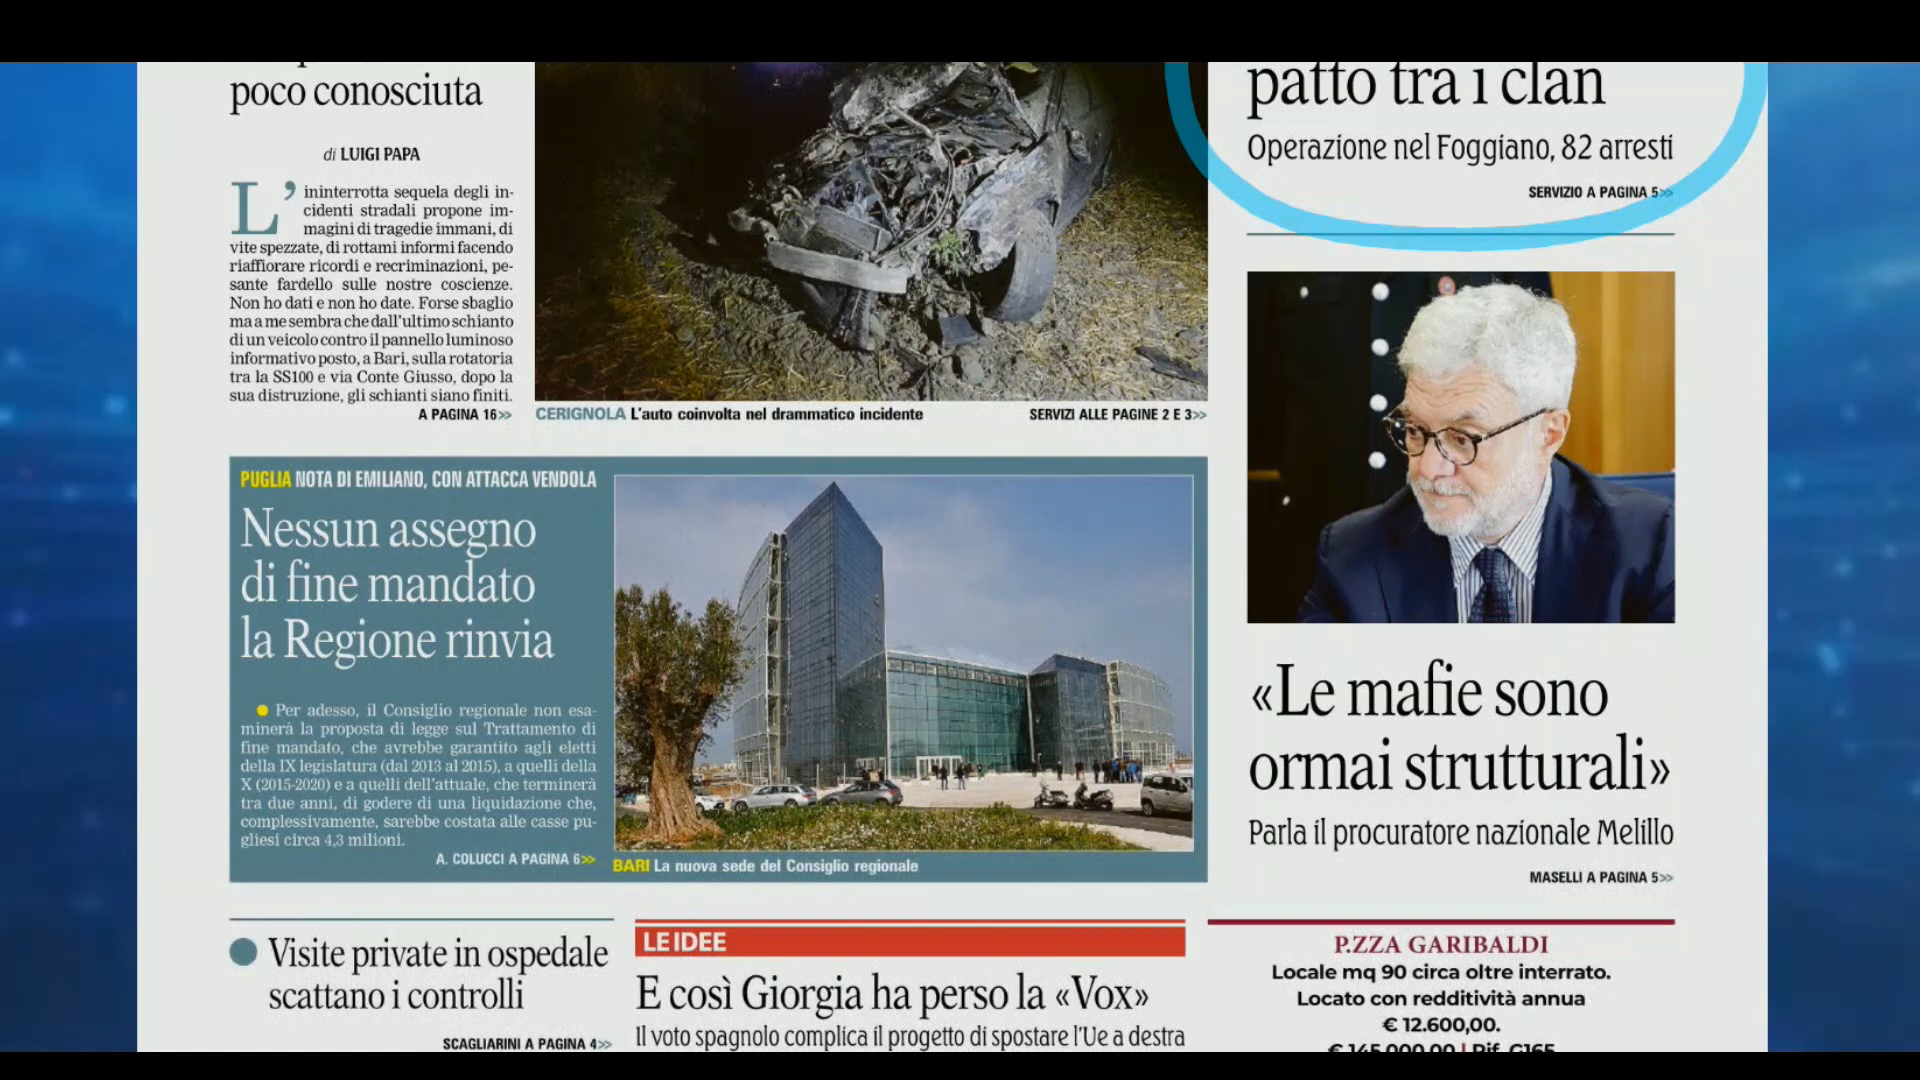 poco conosciuta
di LUIGI PAPA
L'ininterrotta sequela degli in-
cidenti stradali propone im-
magini di tragedie immani, di
vite spezzate, di rottami informi facendo
riaffiorare ricordi e recriminazioni, pe-
sante fardello sulle nostre coscienze.
Non ho dati e non ho date. Forse sbaglio
ma a me sembra che dall'ultimo schianto
di un veicolo contro il pannello luminoso
informativo posto, a Bari, sulla rotatoria
tra la SS100 e via Conte Giusso, dopo la
sua distruzione, gli schianti siano finiti.
A PAGINA 16>>
CERIGNOLA L'auto coinvolta nel drammatico incidente
SERVIZI ALLE PAGINE 2 E 3>>
patto tra i clan
Operazione nel Foggiano, 82 arresti
SERVIZIO A PAGINA 5>>
PUGLIA NOTA DI EMILIANO, CON ATTACCA VENDOLA
Nessun assegno
di fine mandato
la Regione rinvia
Per adesso, il Consiglio regionale non esa-
minerà la proposta di legge sul Trattamento di
fine mandato, che avrebbe garantito agli eletti
della IX legislatura (dal 2013 al 2015), a quelli della
X (2015-2020) e a quelli dell'attuale, che terminerà
tra due anni, di godere di una liquidazione che,
complessivamente, sarebbe costata alle casse pu-
gliesi circa 4,3 milioni.
A. COLUCCI A PAGINA 6>>
BARI La nuova sede del Consiglio regionale
«Le mafie sono
ormai strutturali»
Parla il procuratore nazionale Melillo
MASELLI A PAGINA 5>>
Visite private in ospedale
scattano i controlli
SCAGLIARINI A PAGINA 4>>
LE IDEE
E così Giorgia ha perso la «Vox»
Il voto spagnolo complica il progetto di spostare l'Ue a destra
P.ZZA GARIBALDI
Locale mq 90 circa oltre interrato.
Locato con redditività annua
€ 12.600,00.
€ 145.000,00 | Rif. C165